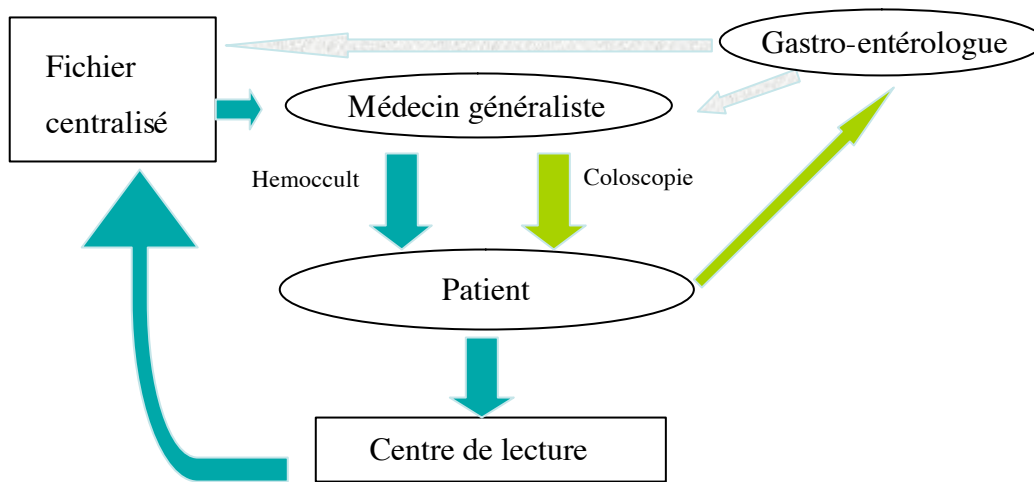 Fichier
centralisé
Gastro-entérologue
Médecin généraliste
Hemoccult
Coloscopie
Patient
Centre de lecture